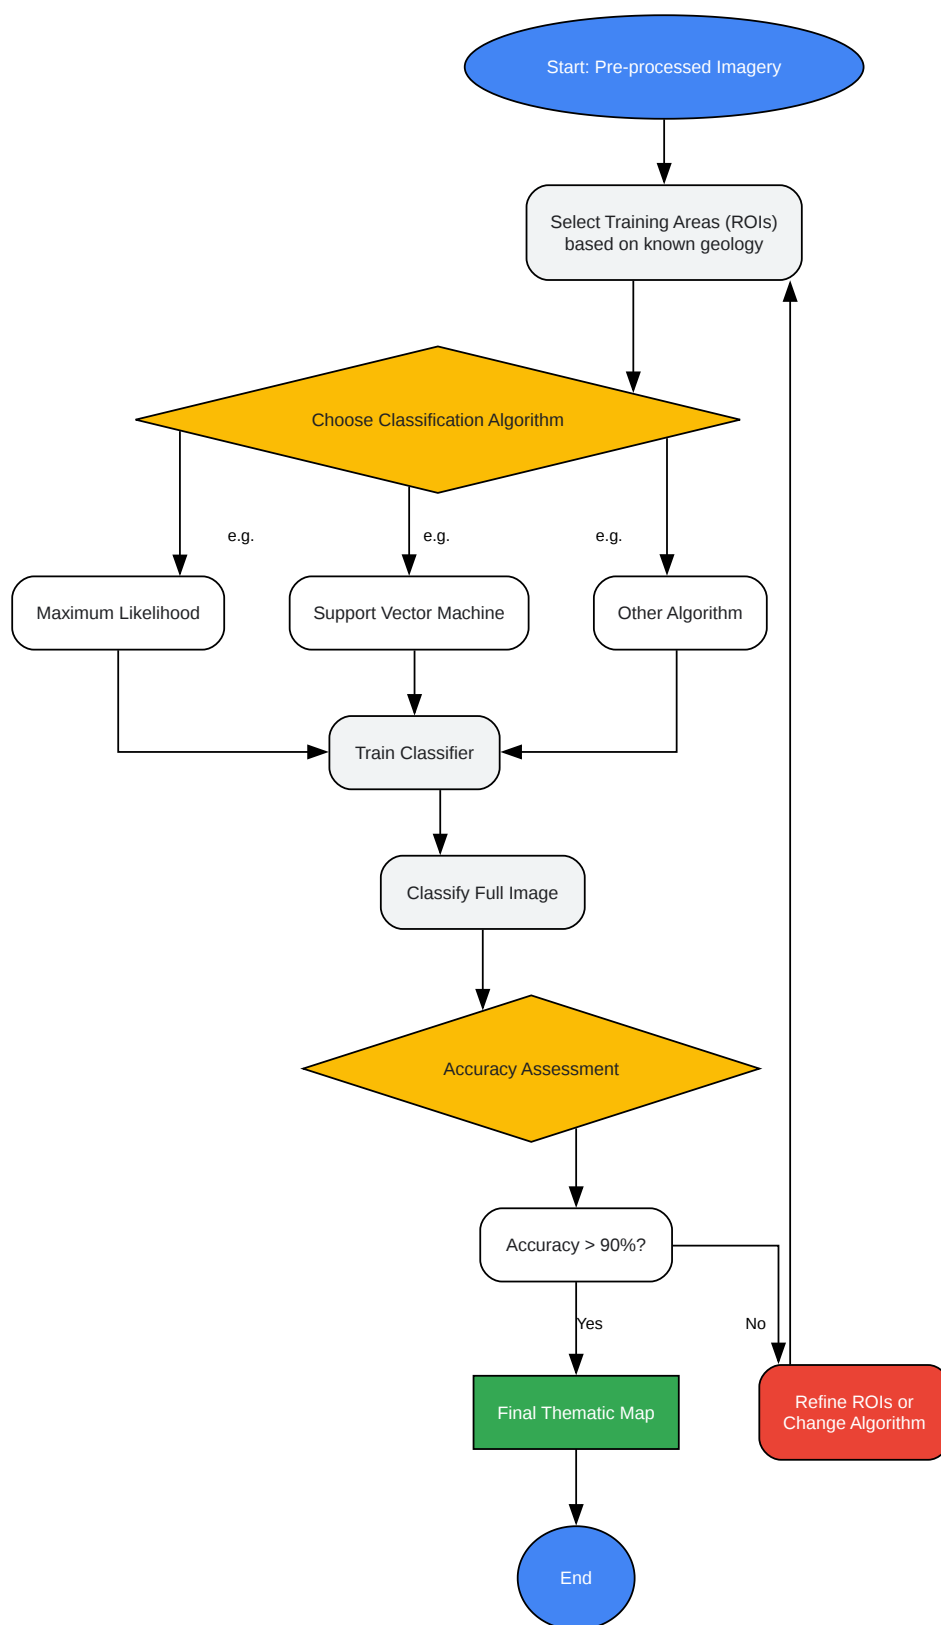 Start: Pre-processed Imagery
Select Training Areas (ROIs)
based on known geology
Choose Classification Algorithm
e.g.
e.g.
e.g.
Maximum Likelihood
Support Vector Machine
Other Algorithm
Train Classifier
Classify Full Image
Accuracy Assessment
Accuracy > 90%?
Yes
No
Final Thematic Map
Refine ROIs or
Change Algorithm
End